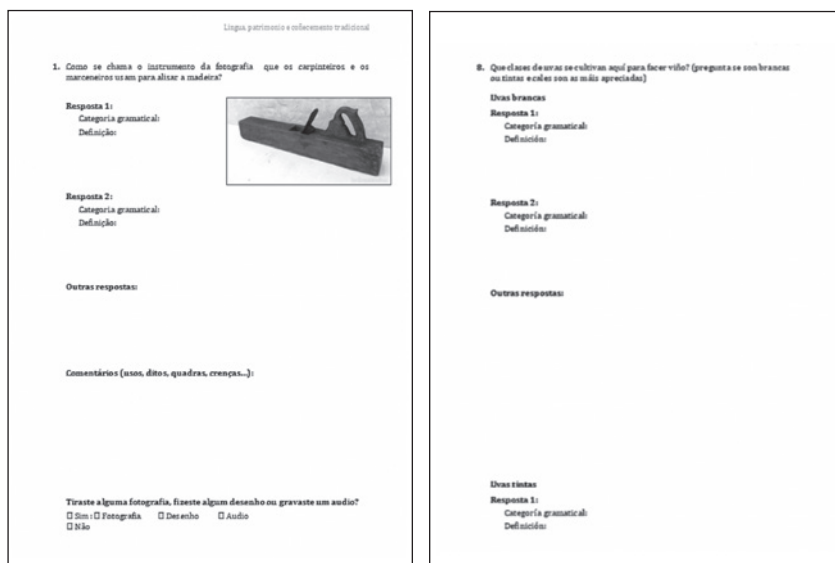 Lingua, patrimonio e coñecemento tradicional
1. Como se chama o instrumento da fotografia que os carpinteiros e os
marceneiros usam para alisar a madeira?
Resposta 1:
Categoria gramatical:
Definição:
Resposta 2:
Categoria gramatical:
Definição:
Outras respostas:
Comentários (usos, ditos, quadras, crenças...):
Tiraste alguma fotografia, fizeste algum desenho ou gravaste um audio?
☐ Sim: ☐ Fotografia ☐ Desenho ☐ Audio
☐ Não
8. Que clases de uvas se cultivan aquí para facer viño? (pregunta se son brancas
ou tintas e cales son as máis apreciadas)
Uvas brancas
Resposta 1:
Categoría gramatical:
Definición:
Resposta 2:
Categoría gramatical:
Definición:
Outras respostas:
Uvas tintas
Resposta 1:
Categoría gramatical:
Definición: